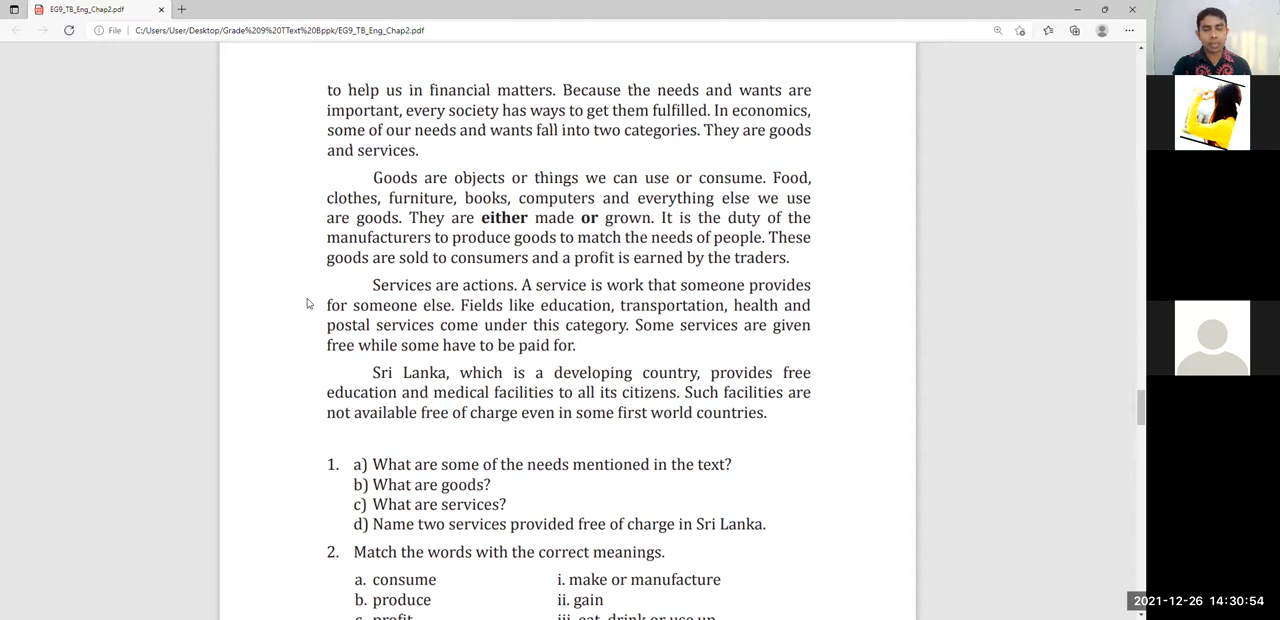 EG9_TB_Eng_Chap2.pdf
File C:/Users/User/Desktop/Grade%209%20TText%20Bppk/EG9_TB_Eng_Chap2.pdf
to help us in financial matters. Because the needs and wants are
important, every society has ways to get them fulfilled. In economics,
some of our needs and wants fall into two categories. They are goods
and services.
Goods are objects or things we can use or consume. Food,
clothes, furniture, books, computers and everything else we use
are goods. They are either made or grown. It is the duty of the
manufacturers to produce goods to match the needs of people. These
goods are sold to consumers and a profit is earned by the traders.
Services are actions. A service is work that someone provides
for someone else. Fields like education, transportation, health and
postal services come under this category. Some services are given
free while some have to be paid for.
Sri Lanka, which is a developing country, provides free
education and medical facilities to all its citizens. Such facilities are
not available free of charge even in some first world countries.
1. a) What are some of the needs mentioned in the text?
b) What are goods?
c) What are services?
d) Name two services provided free of charge in Sri Lanka.
2. Match the words with the correct meanings.
a. consume i. make or manufacture
b. produce ii. gain
c. profit iii. eat, drink or use up
2021-12-26 14:30:54